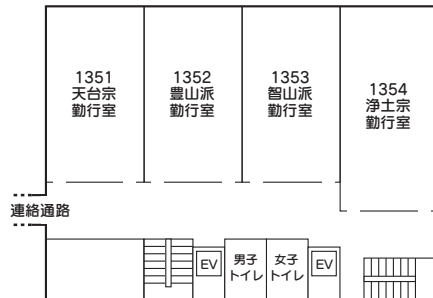 1351
天台宗
勤行室
1352
豊山派
勤行室
1353
智山派
勤行室
1354
浄土宗
勤行室
連絡通路
EV
男子
トイレ
女子
トイレ
EV